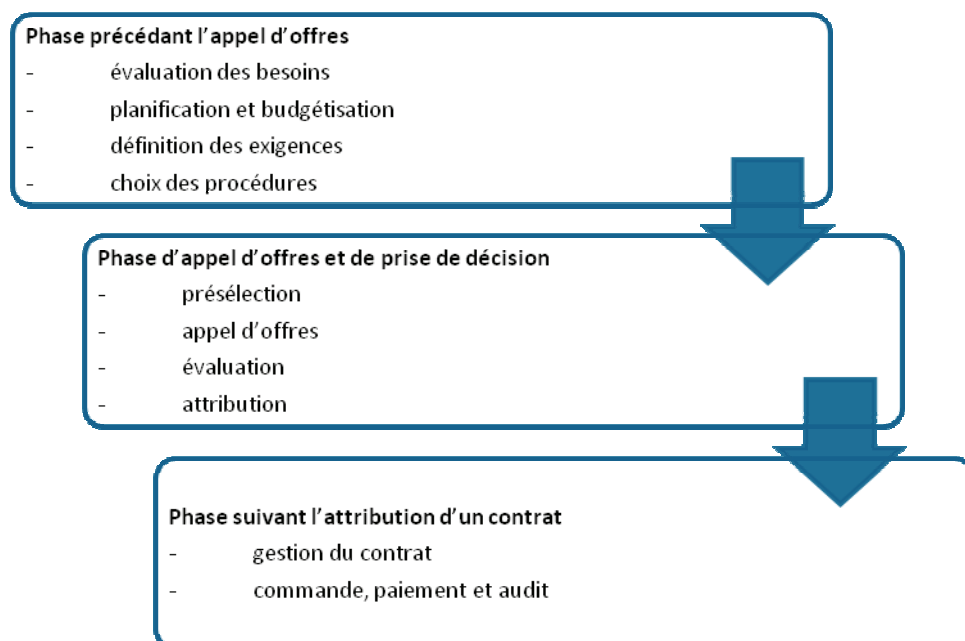 Phase précédant l’appel d’offres
- évaluation des besoins
- planification et budgétisation
- définition des exigences
- choix des procédures
Phase d’appel d’offres et de prise de décision
- présélection
- appel d’offres
- évaluation
- attribution
Phase suivant l’attribution d’un contrat
- gestion du contrat
- commande, paiement et audit